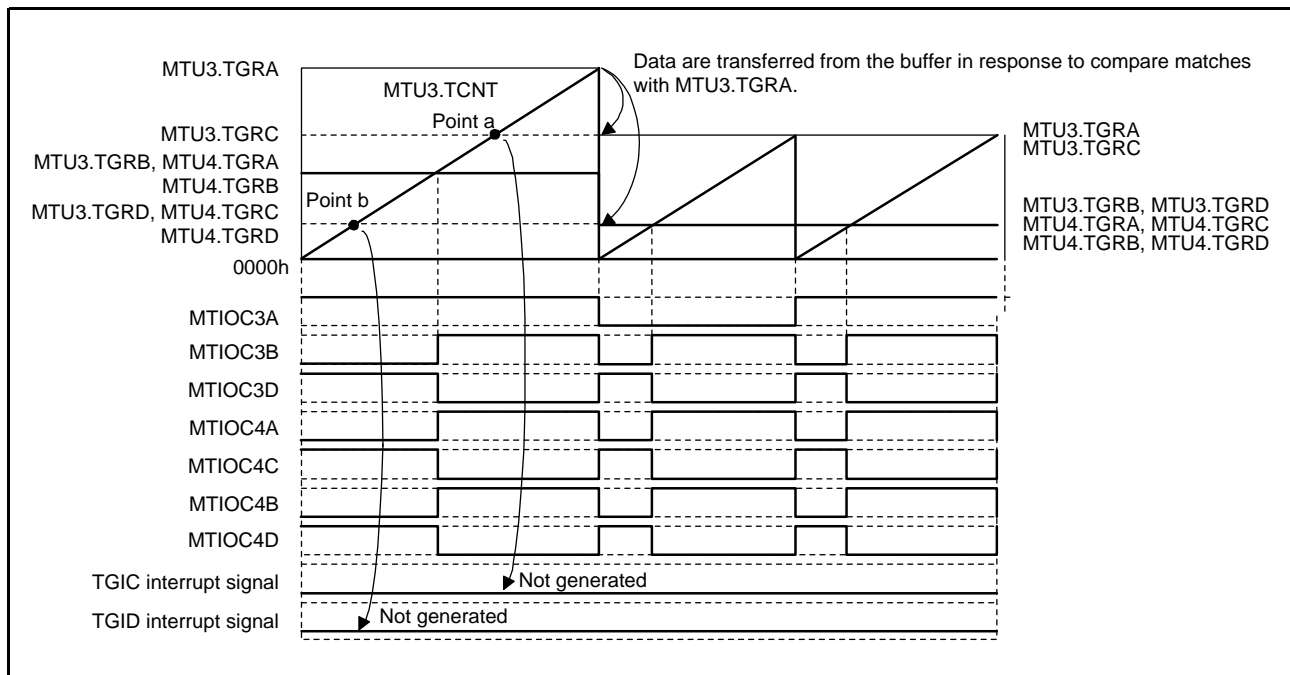 MTU3.TGRA
Data are transferred from the buffer in response to compare matches
with MTU3.TGRA.
MTU3.TCNT
Point a
MTU3.TGRC
MTU3.TGRA
MTU3.TGRC
MTU3.TGRB, MTU4.TGRA
MTU4.TGRB
Point b
MTU3.TGRD, MTU4.TGRC
MTU4.TGRD
MTU3.TGRB, MTU3.TGRD
MTU4.TGRA, MTU4.TGRC
MTU4.TGRB, MTU4.TGRD
0000h
MTIOC3A
MTIOC3B
MTIOC3D
MTIOC4A
MTIOC4C
MTIOC4B
MTIOC4D
TGIC interrupt signal
Not generated
TGID interrupt signal
Not generated